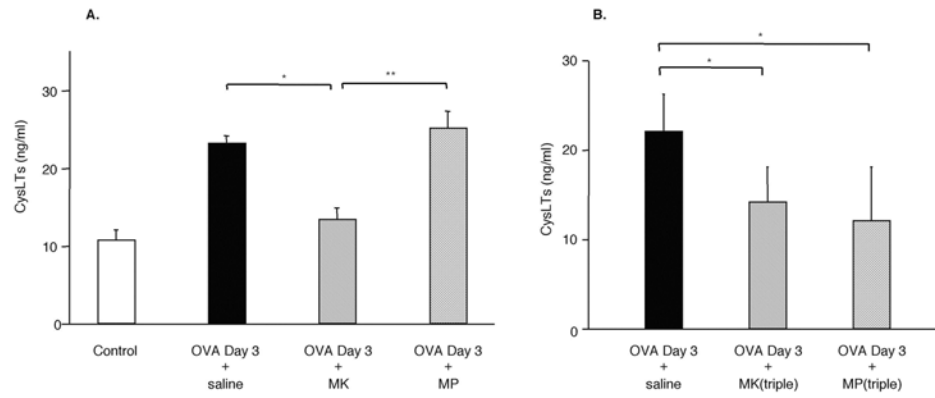 A.
CysLTs (ng/ml)
30
20
10
0
*
**
Control
OVA Day 3
+
saline
OVA Day 3
+
MK
OVA Day 3
+
MP
B.
CysLTs (ng/ml)
30
20
10
0
*
*
OVA Day 3
+
saline
OVA Day 3
+
MK(triple)
OVA Day 3
+
MP(triple)